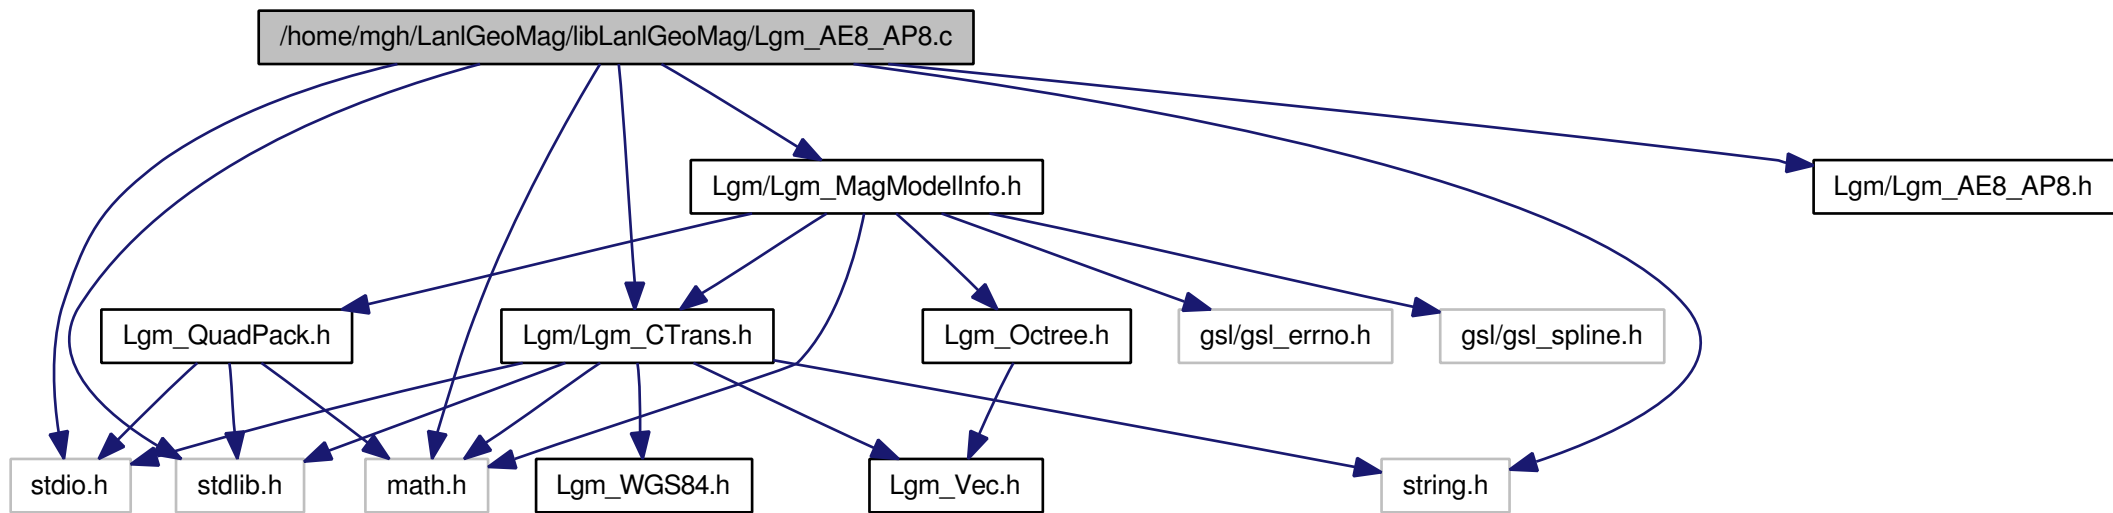 /home/mgh/LanlGeoMag/libLanlGeoMag/Lgm_AE8_AP8.c
Lgm/Lgm_MagModelInfo.h
Lgm/Lgm_AE8_AP8.h
Lgm_QuadPack.h
Lgm/Lgm_CTrans.h
Lgm_Octree.h
gsl/gsl_errno.h
gsl/gsl_spline.h
stdio.h
stdlib.h
math.h
Lgm_WGS84.h
Lgm_Vec.h
string.h